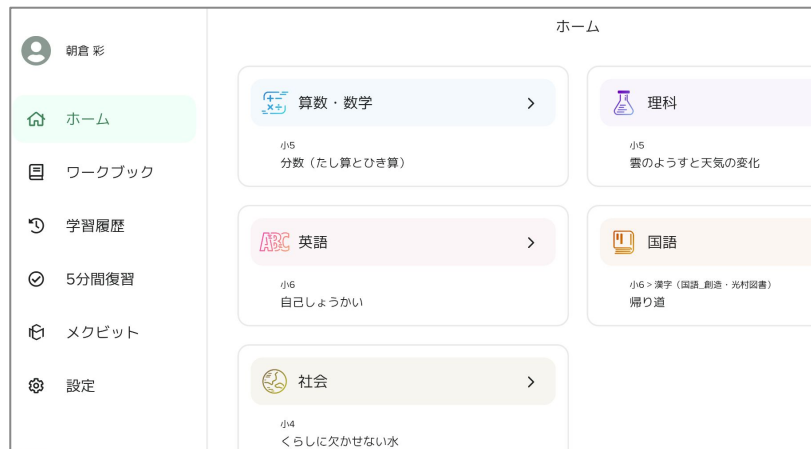 朝倉 彩
ホーム
ワークブック
学習履歴
5分間復習
メクビット
設定
ホーム
算数・数学
小5
分数（たし算とひき算）
理科
小5
雲のようすと天気の変化
ABC 英語
小6
自己しょうかい
国語
小6 > 漢字（国語_創造・光村図書）
帰り道
社会
小4
くらしに欠かせない水